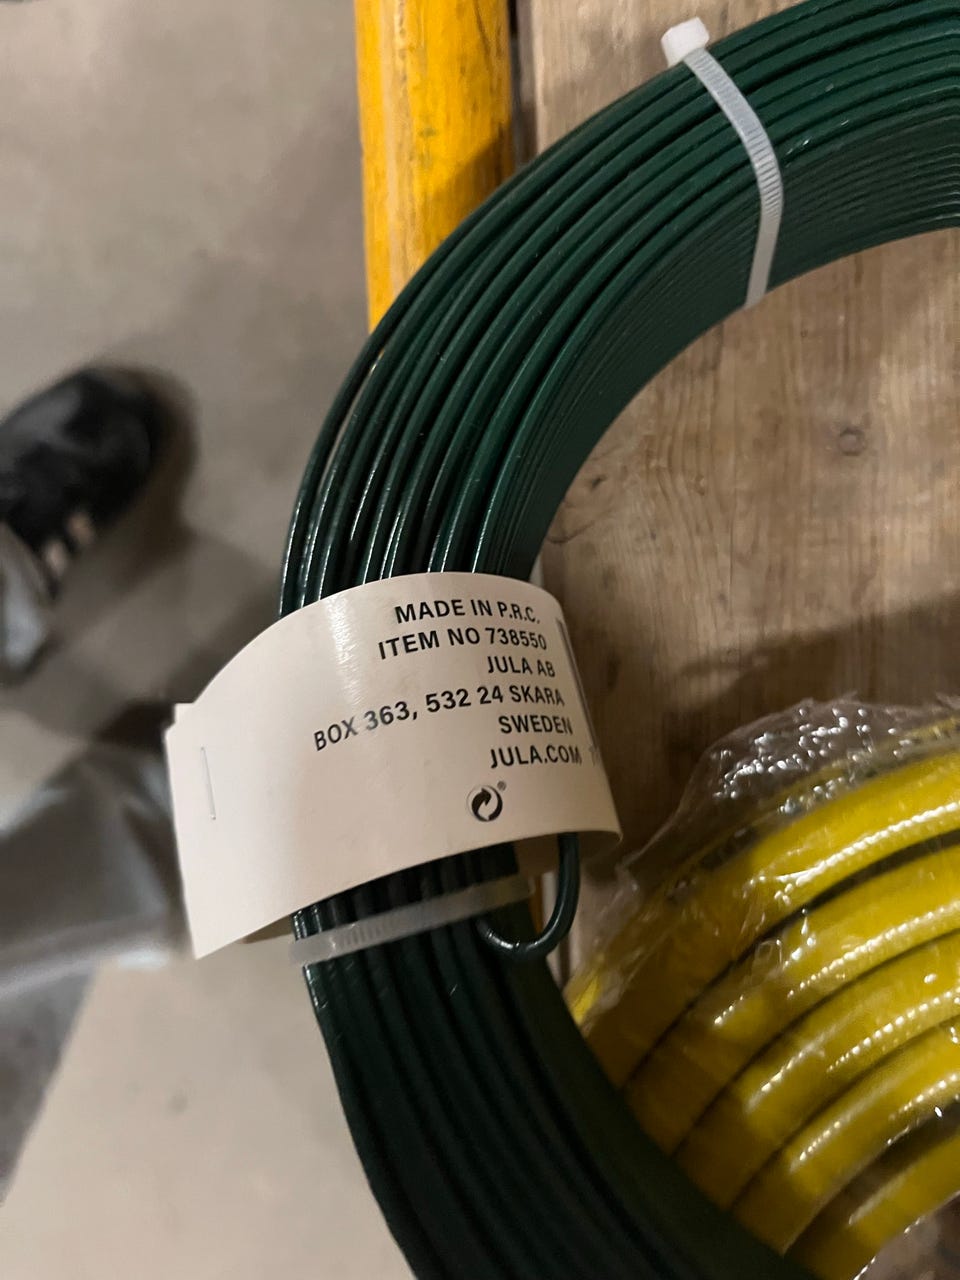 MADE IN P.R.C.
ITEM NO 738550
JULA AB
BOX 363, 532 24 SKARA
SWEDEN
JULA.COM